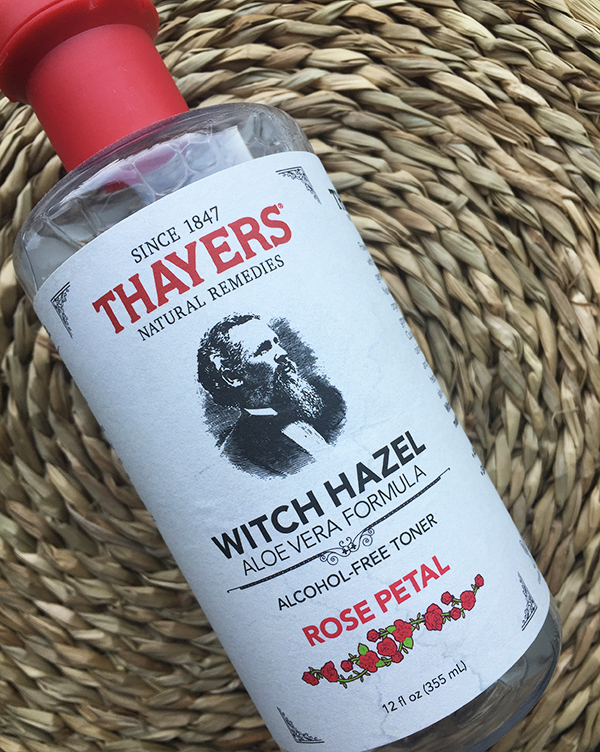 SINCE 1847
THAYERS®
NATURAL REMEDIES
WITCH HAZEL
ALOE VERA FORMULA
ALCOHOL-FREE TONER
ROSE PETAL
12 fl oz (355 mL)